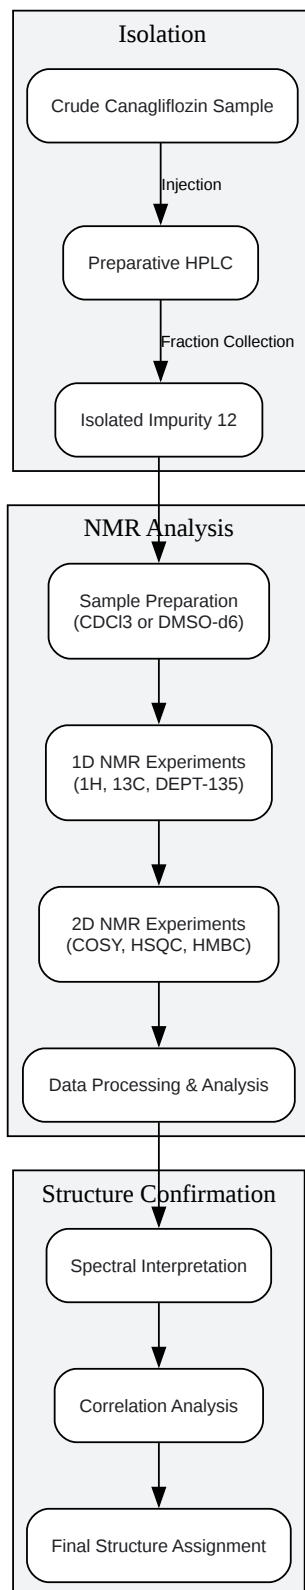 Isolation
Crude Canagliflozin Sample
Injection
Preparative HPLC
Fraction Collection
Isolated Impurity 12
NMR Analysis
Sample Preparation
(CDCl3 or DMSO-d6)
1D NMR Experiments
(1H, 13C, DEPT-135)
2D NMR Experiments
(COSY, HSQC, HMBC)
Data Processing & Analysis
Structure Confirmation
Spectral Interpretation
Correlation Analysis
Final Structure Assignment